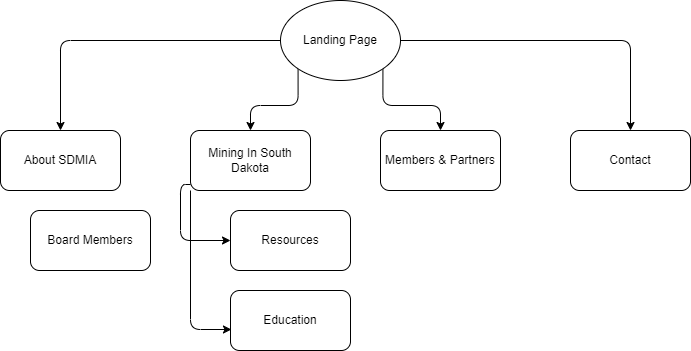 Landing Page
About SDMIA
Mining In South
Dakota
Members & Partners
Contact
Board Members
Resources
Education